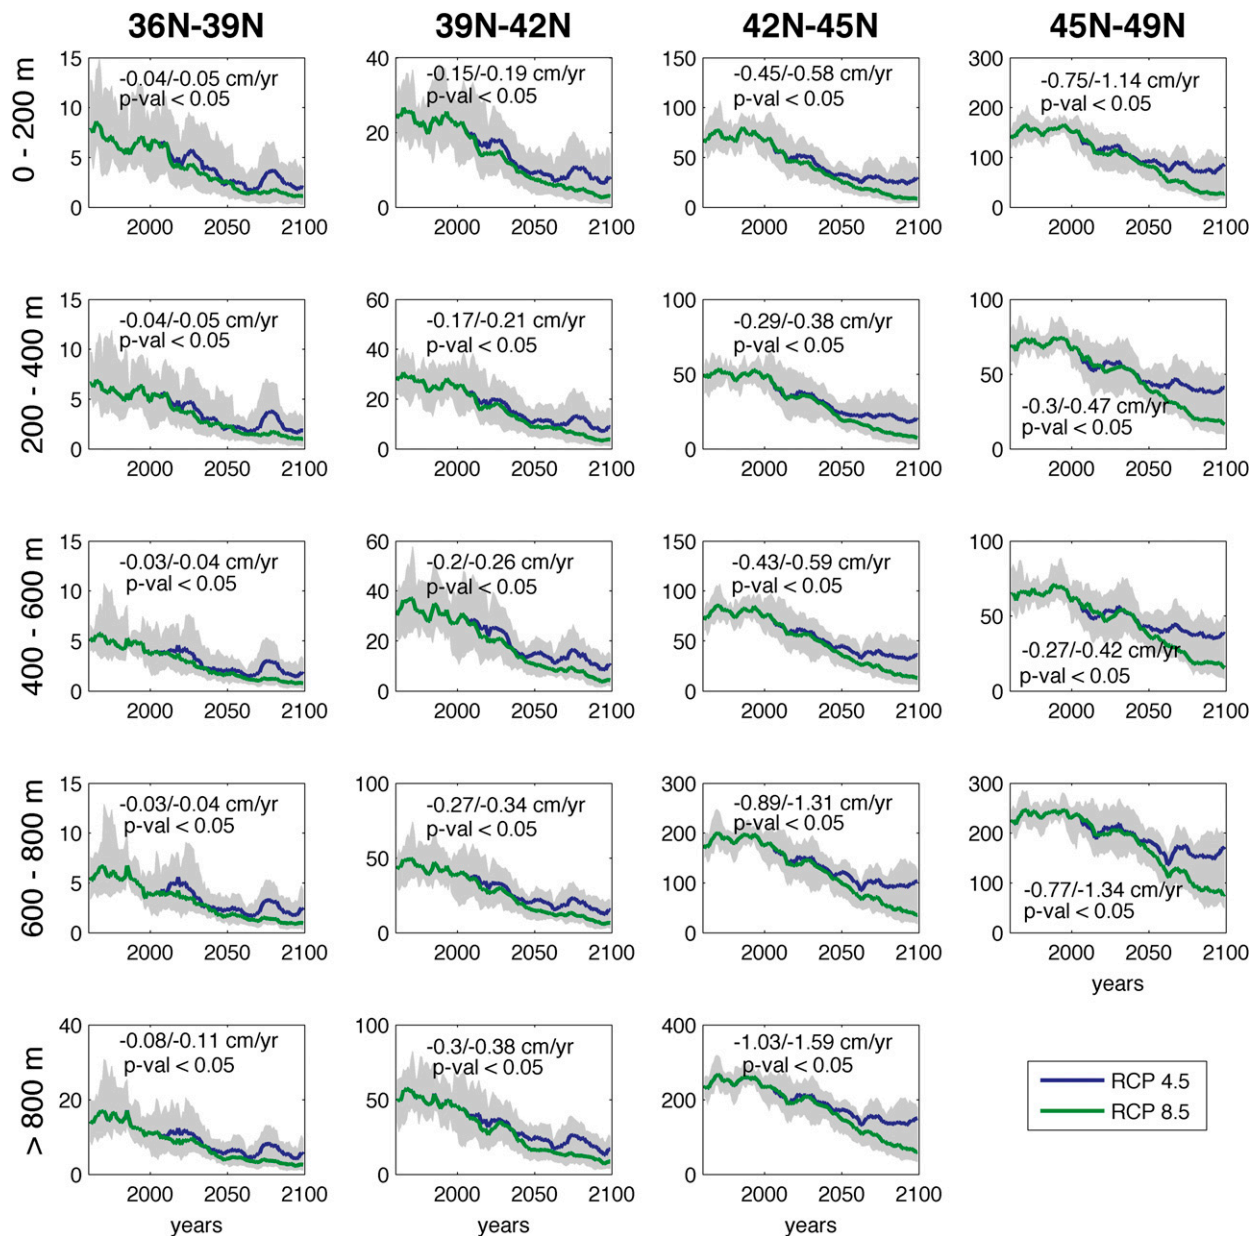 36N-39N 39N-42N 42N-45N 45N-49N
0 - 200 m
15
10
5
0
-0.04/-0.05 cm/yr
p-val < 0.05
2000 2050 2100
40
20
0
-0.15/-0.19 cm/yr
p-val < 0.05
2000 2050 2100
150
100
50
0
-0.45/-0.58 cm/yr
p-val < 0.05
2000 2050 2100
300
200
100
0
-0.75/-1.14 cm/yr
p-val < 0.05
2000 2050 2100
200 - 400 m
15
10
5
0
-0.04/-0.05 cm/yr
p-val < 0.05
2000 2050 2100
60
40
20
0
-0.17/-0.21 cm/yr
p-val < 0.05
2000 2050 2100
100
50
0
-0.29/-0.38 cm/yr
p-val < 0.05
2000 2050 2100
100
50
0
-0.3/-0.47 cm/yr
p-val < 0.05
2000 2050 2100
400 - 600 m
15
10
5
0
-0.03/-0.04 cm/yr
p-val < 0.05
2000 2050 2100
60
40
20
0
-0.2/-0.26 cm/yr
p-val < 0.05
2000 2050 2100
150
100
50
0
-0.43/-0.59 cm/yr
p-val < 0.05
2000 2050 2100
100
50
0
-0.27/-0.42 cm/yr
p-val < 0.05
2000 2050 2100
600 - 800 m
15
10
5
0
-0.03/-0.04 cm/yr
p-val < 0.05
2000 2050 2100
100
50
0
-0.27/-0.34 cm/yr
p-val < 0.05
2000 2050 2100
300
200
100
0
-0.89/-1.31 cm/yr
p-val < 0.05
2000 2050 2100
300
200
100
0
-0.77/-1.34 cm/yr
p-val < 0.05
2000 2050 2100
years
> 800 m
40
20
0
-0.08/-0.11 cm/yr
p-val < 0.05
2000 2050 2100
years
100
50
0
-0.3/-0.38 cm/yr
p-val < 0.05
2000 2050 2100
years
400
200
0
-1.03/-1.59 cm/yr
p-val < 0.05
2000 2050 2100
years
RCP 4.5
RCP 8.5